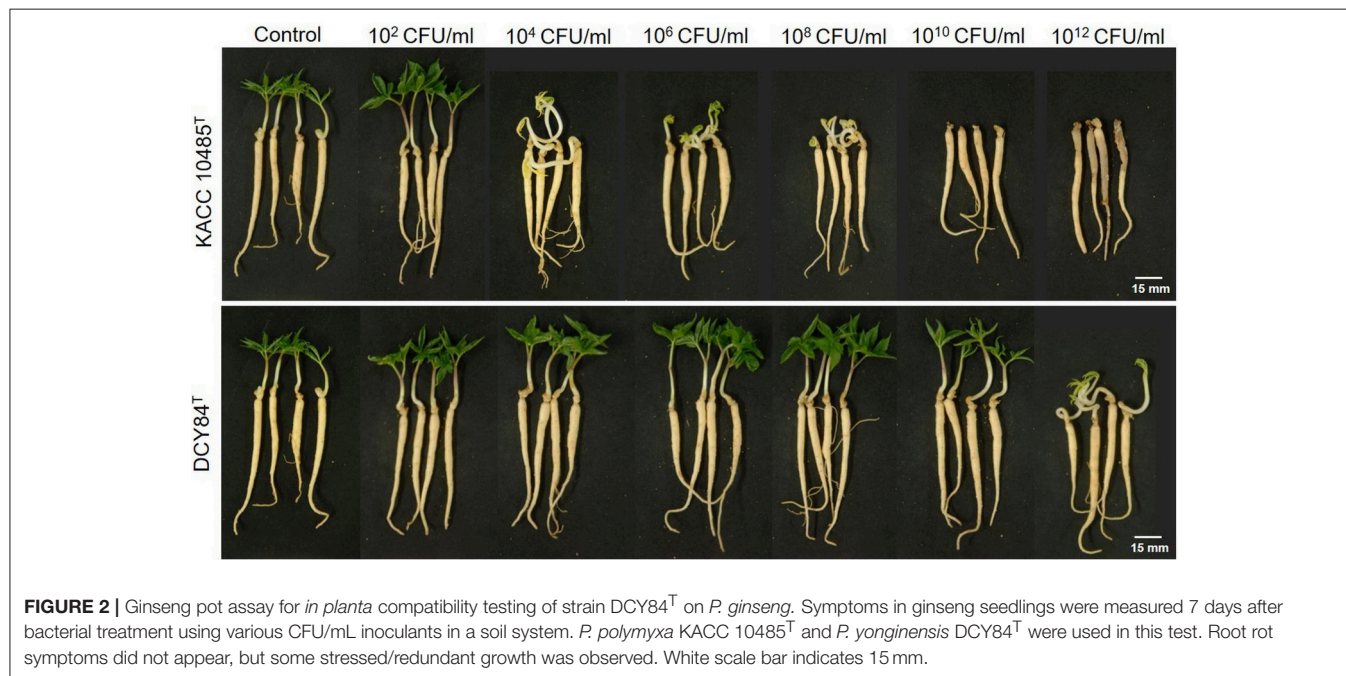 Control 10² CFU/ml 10⁴ CFU/ml 10⁶ CFU/ml 10⁸ CFU/ml 10¹⁰ CFU/ml 10¹² CFU/ml
KACC 10485ᵀ
15 mm
DCY84ᵀ
15 mm
FIGURE 2 | Ginseng pot assay for in planta compatibility testing of strain DCY84ᵀ on P. ginseng. Symptoms in ginseng seedlings were measured 7 days after
bacterial treatment using various CFU/mL inoculants in a soil system. P. polymyxa KACC 10485ᵀ and P. yonginensis DCY84ᵀ were used in this test. Root rot
symptoms did not appear, but some stressed/redundant growth was observed. White scale bar indicates 15 mm.